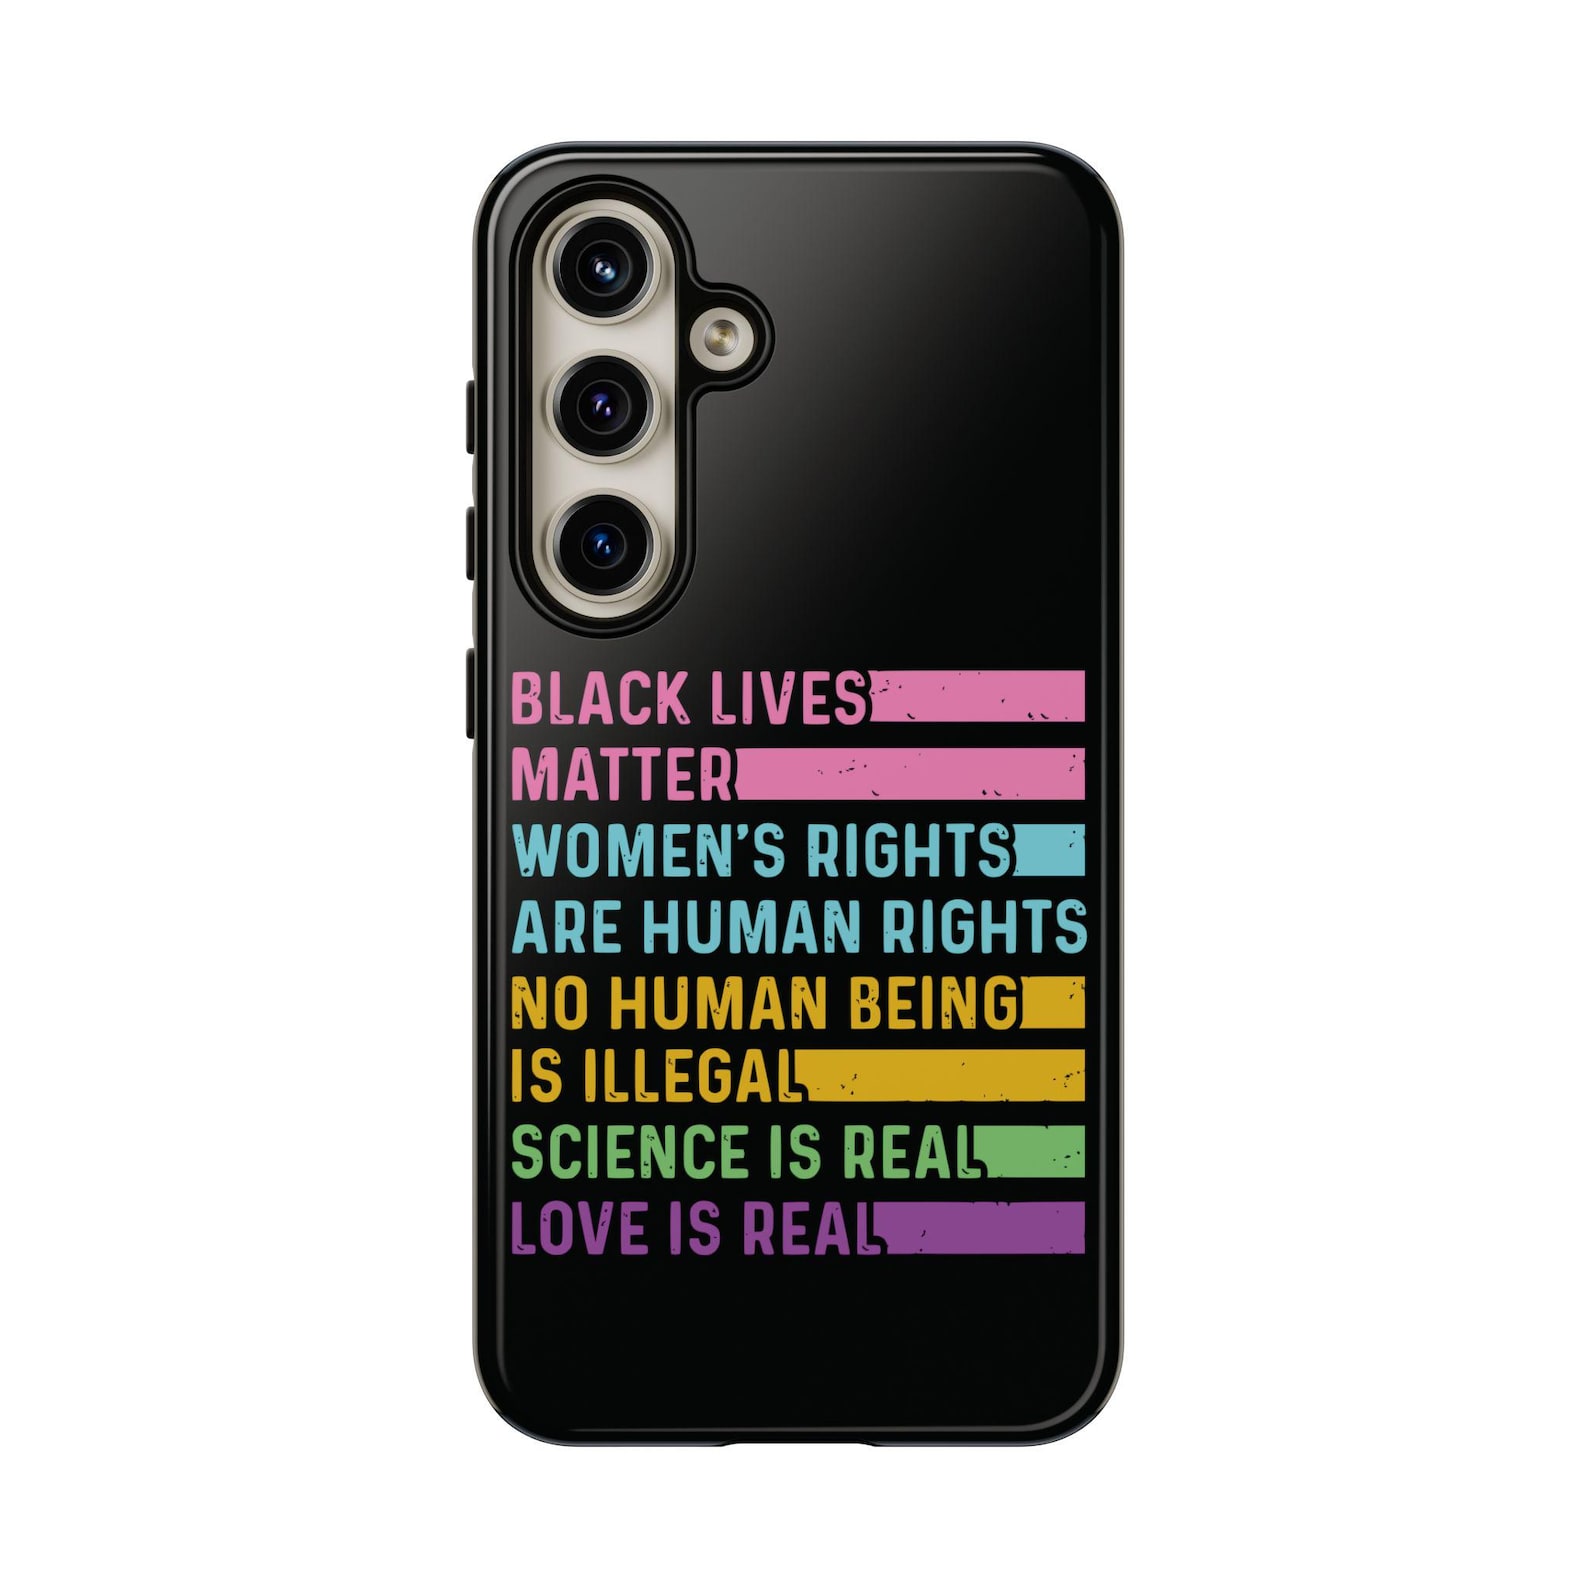 BLACK LIVES
MATTER
WOMEN'S RIGHTS
ARE HUMAN RIGHTS
NO HUMAN BEING
IS ILLEGAL
SCIENCE IS REAL
LOVE IS REAL